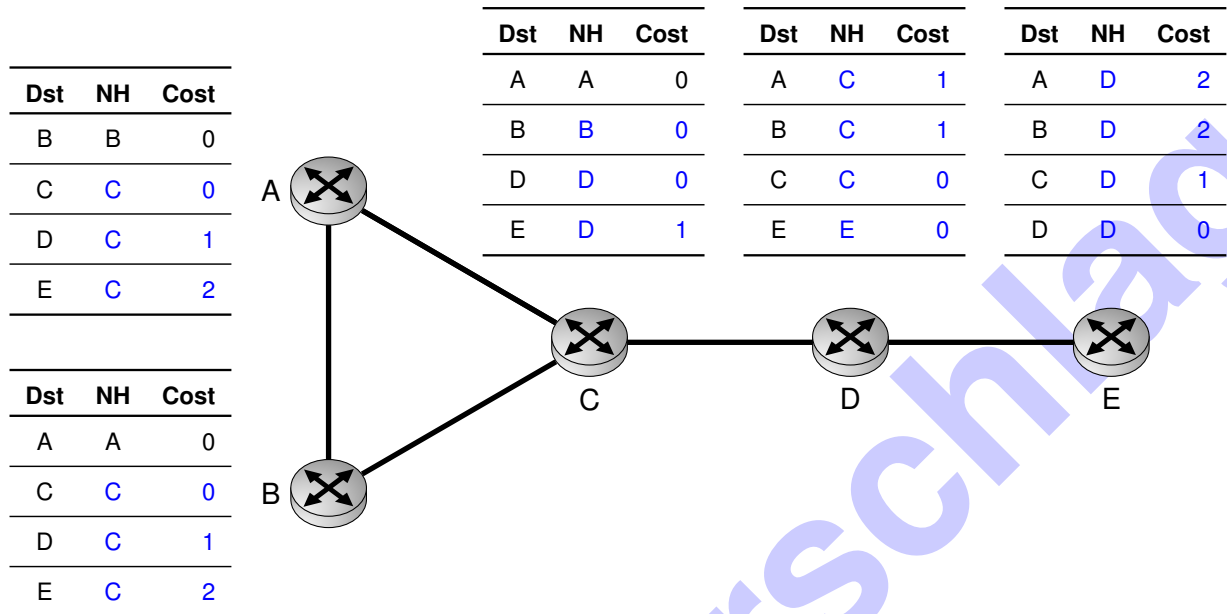 Dst NH Cost
B B 0
C C 0
D C 1
E C 2
Dst NH Cost
A A 0
C C 0
D C 1
E C 2
Dst NH Cost
A A 0
B B 0
D D 0
E D 1
Dst NH Cost
A C 1
B C 1
C C 0
E E 0
Dst NH Cost
A D 2
B D 2
C D 1
D D 0
A
B
C
D
E